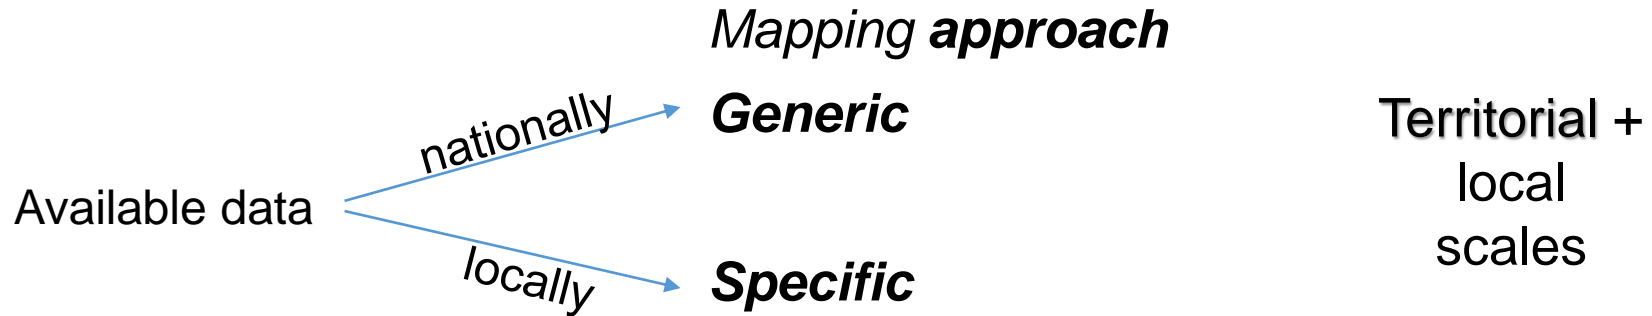 Mapping approach
nationally
Generic
Available data
locally
Specific
Territorial +
local
scales